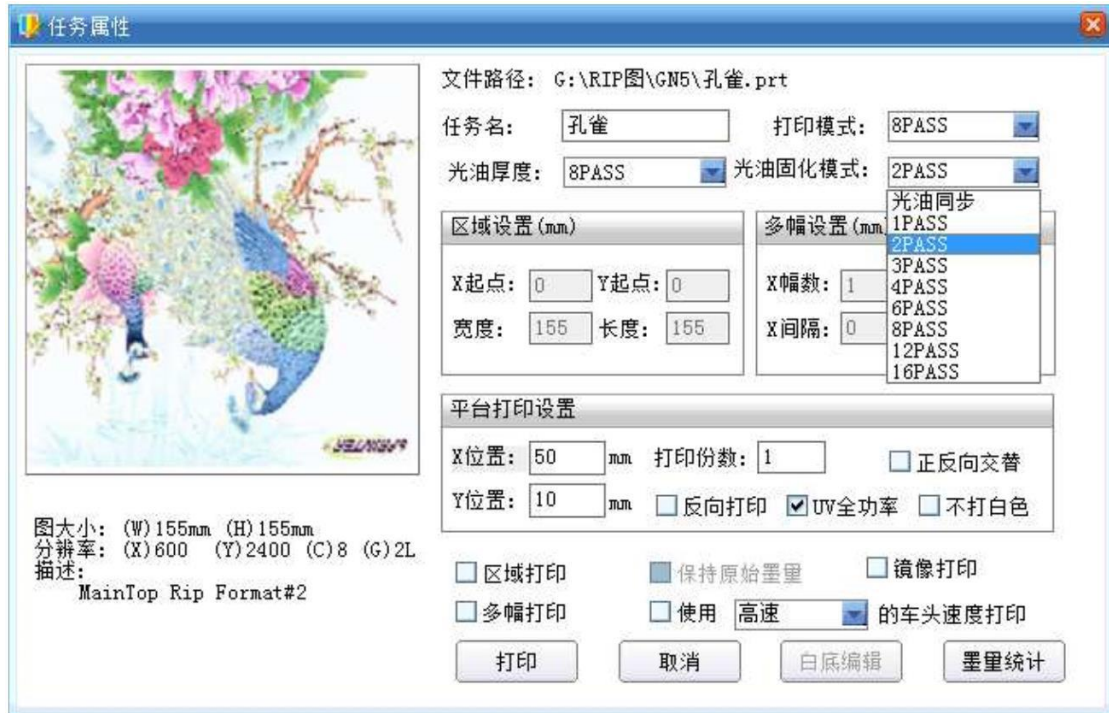 任务属性
文件路径： G:\RIP图\GN5\孔雀.prt
任务名： 孔雀 打印模式： 8PASS
光油厚度： 8PASS 光油固化模式： 2PASS
光油同步
1PASS
2PASS
3PASS
4PASS
6PASS
8PASS
12PASS
16PASS
区域设置(mm)
X起点： 0 Y起点： 0
宽度： 155 长度： 155
多幅设置(mm
X幅数： 1
X间隔： 0
平台打印设置
X位置： 50 mm 打印份数： 1 正反向交替
Y位置： 10 mm 反向打印 UV全功率 不打白色
图大小： (W)155mm (H)155mm
分辨率： (X)600 (Y)2400 (C)8 (G)2L
描述：
MainTop Rip Format#2
区域打印 保持原始墨量 镜像打印
多幅打印 使用 高速 的车头速度打印
打印 取消 白底编辑 墨量统计